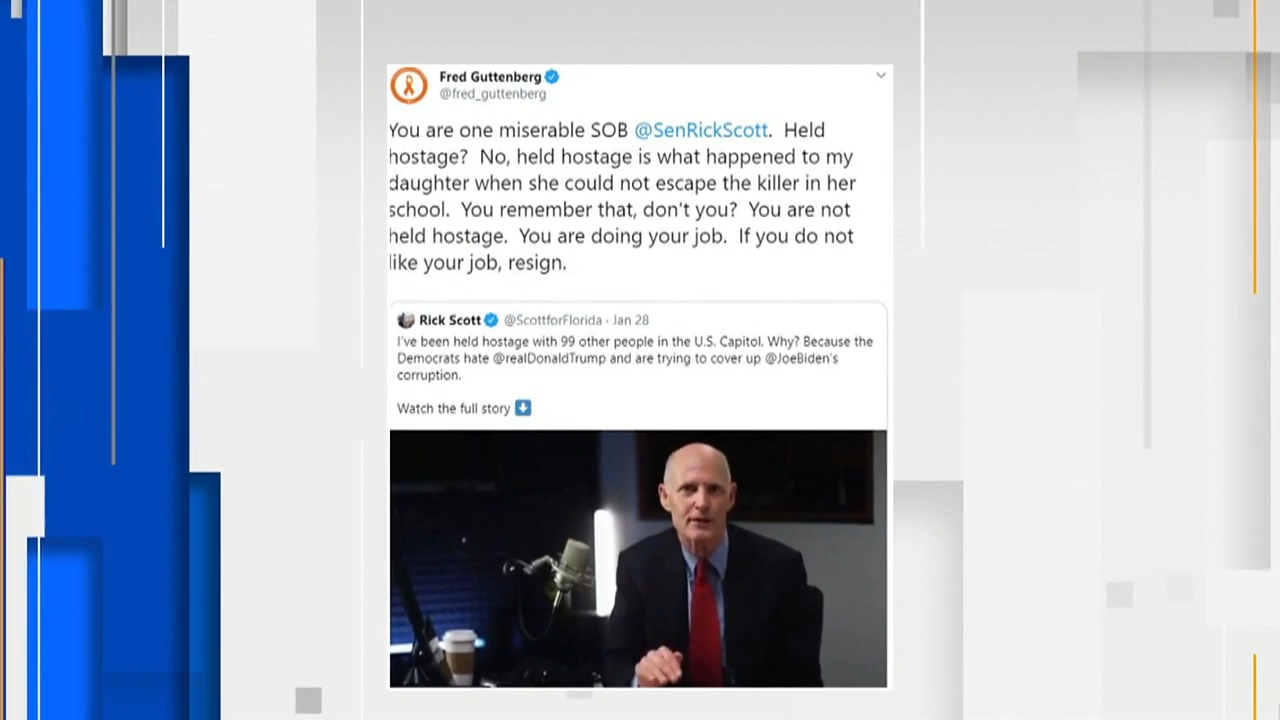 Fred Guttenberg
@fred_guttenberg
You are one miserable SOB @SenRickScott. Held
hostage? No, held hostage is what happened to my
daughter when she could not escape the killer in her
school. You remember that, don't you? You are not
held hostage. You are doing your job. If you do not
like your job, resign.
Rick Scott @ScottforFlorida · Jan 28
I've been held hostage with 99 other people in the U.S. Capitol. Why? Because the
Democrats hate @realDonaldTrump and are trying to cover up @JoeBiden's
corruption.
Watch the full story